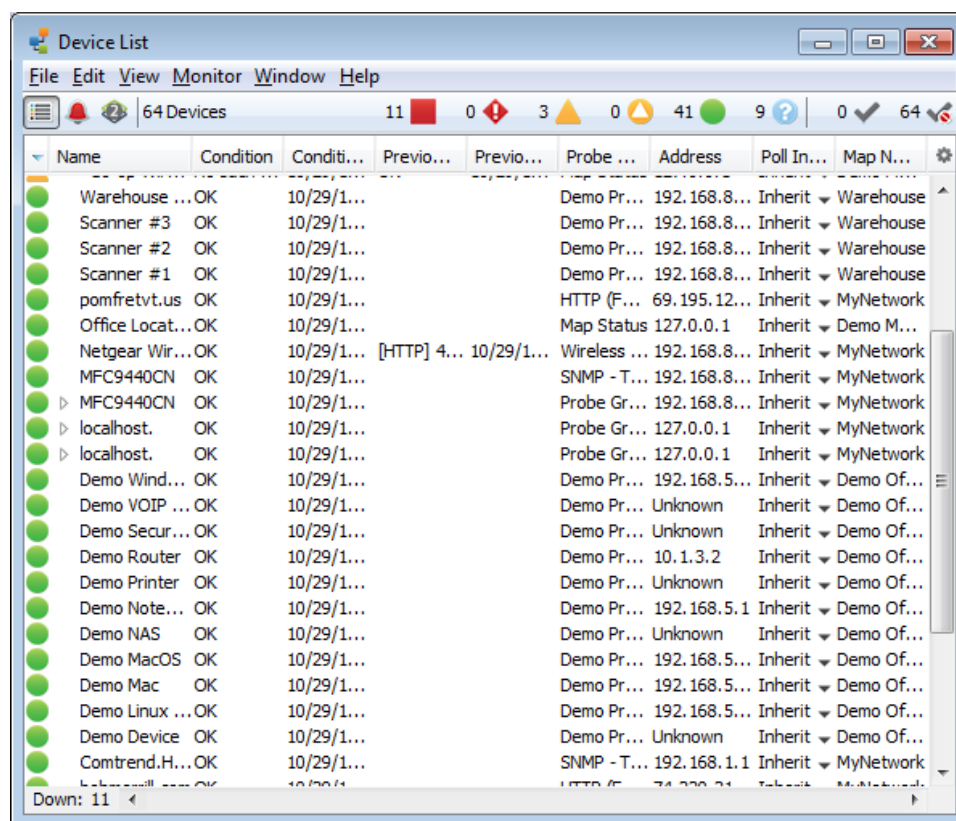 Device List
File Edit View Monitor Window Help
2 64 Devices 11 0 3 0 41 9 ? 0 64
Name Condition Conditi... Previo... Previo... Probe ... Address Poll In... Map N...
Warehouse ... OK 10/29/1... Demo Pr... 192.168.8... Inherit Warehouse
Scanner #3 OK 10/29/1... Demo Pr... 192.168.8... Inherit Warehouse
Scanner #2 OK 10/29/1... Demo Pr... 192.168.8... Inherit Warehouse
Scanner #1 OK 10/29/1... Demo Pr... 192.168.8... Inherit Warehouse
pomfretvt.us OK 10/29/1... HTTP (F... 69.195.12... Inherit MyNetwork
Office Locat... OK 10/29/1... Map Status 127.0.0.1 Inherit Demo M...
Netgear Wir... OK 10/29/1... [HTTP] 4... 10/29/1... Wireless ... 192.168.8... Inherit MyNetwork
MFC9440CN OK 10/29/1... SNMP - T... 192.168.8... Inherit MyNetwork
MFC9440CN OK 10/29/1... Probe Gr... 192.168.8... Inherit MyNetwork
localhost. OK 10/29/1... Probe Gr... 127.0.0.1 Inherit MyNetwork
localhost. OK 10/29/1... Probe Gr... 127.0.0.1 Inherit MyNetwork
Demo Wind... OK 10/29/1... Demo Pr... 192.168.5... Inherit Demo Of...
Demo VOIP ... OK 10/29/1... Demo Pr... Unknown Inherit Demo Of...
Demo Secur... OK 10/29/1... Demo Pr... Unknown Inherit Demo Of...
Demo Router OK 10/29/1... Demo Pr... 10.1.3.2 Inherit Demo Of...
Demo Printer OK 10/29/1... Demo Pr... Unknown Inherit Demo Of...
Demo Note... OK 10/29/1... Demo Pr... 192.168.5.1 Inherit Demo Of...
Demo NAS OK 10/29/1... Demo Pr... Unknown Inherit Demo Of...
Demo MacOS OK 10/29/1... Demo Pr... 192.168.5... Inherit Demo Of...
Demo Mac OK 10/29/1... Demo Pr... 192.168.5... Inherit Demo Of...
Demo Linux ... OK 10/29/1... Demo Pr... 192.168.5... Inherit Demo Of...
Demo Device OK 10/29/1... Demo Pr... Unknown Inherit Demo Of...
Comtrend.H... OK 10/29/1... SNMP - T... 192.168.1.1 Inherit MyNetwork
Down: 11